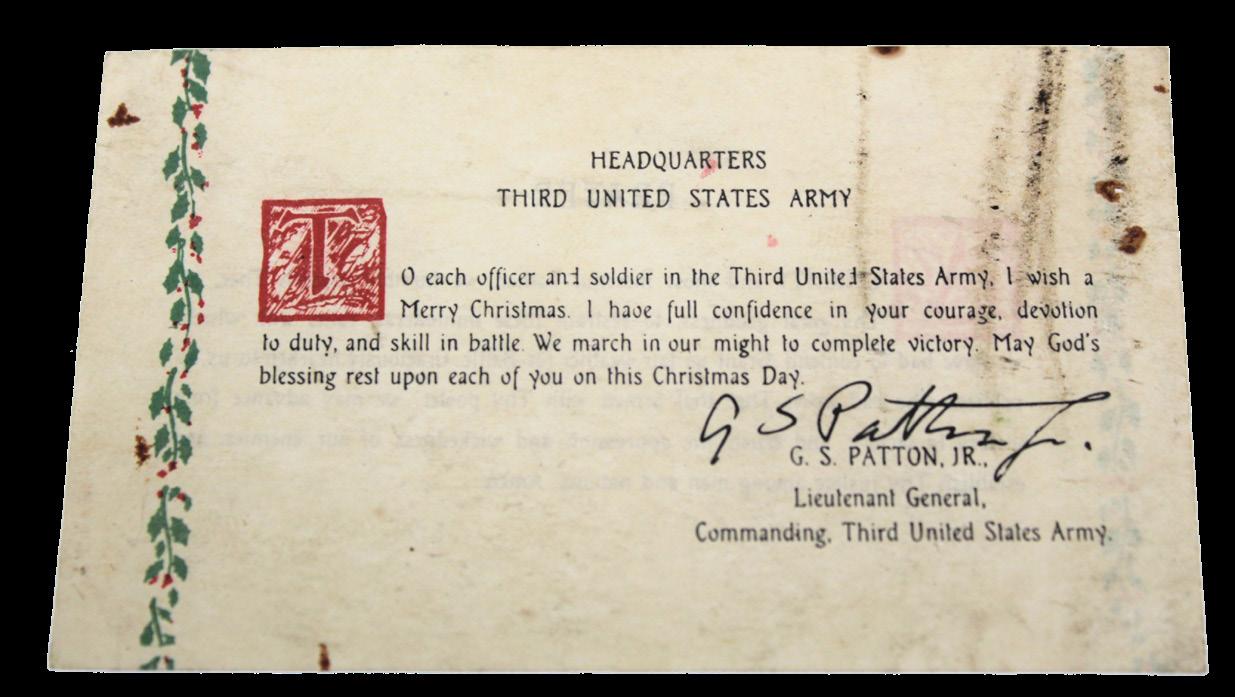 HEADQUARTERS
THIRD UNITED STATES ARMY
TO each officer and soldier in the Third United States Army, I wish a
Merry Christmas. I have full confidence in your courage, devotion
to duty, and skill in battle. We march in our might to complete victory. May God's
blessing rest upon each of you on this Christmas Day.
G S Patton Jr.
G. S. PATTON, JR.,
Lieutenant General,
Commanding, Third United States Army.